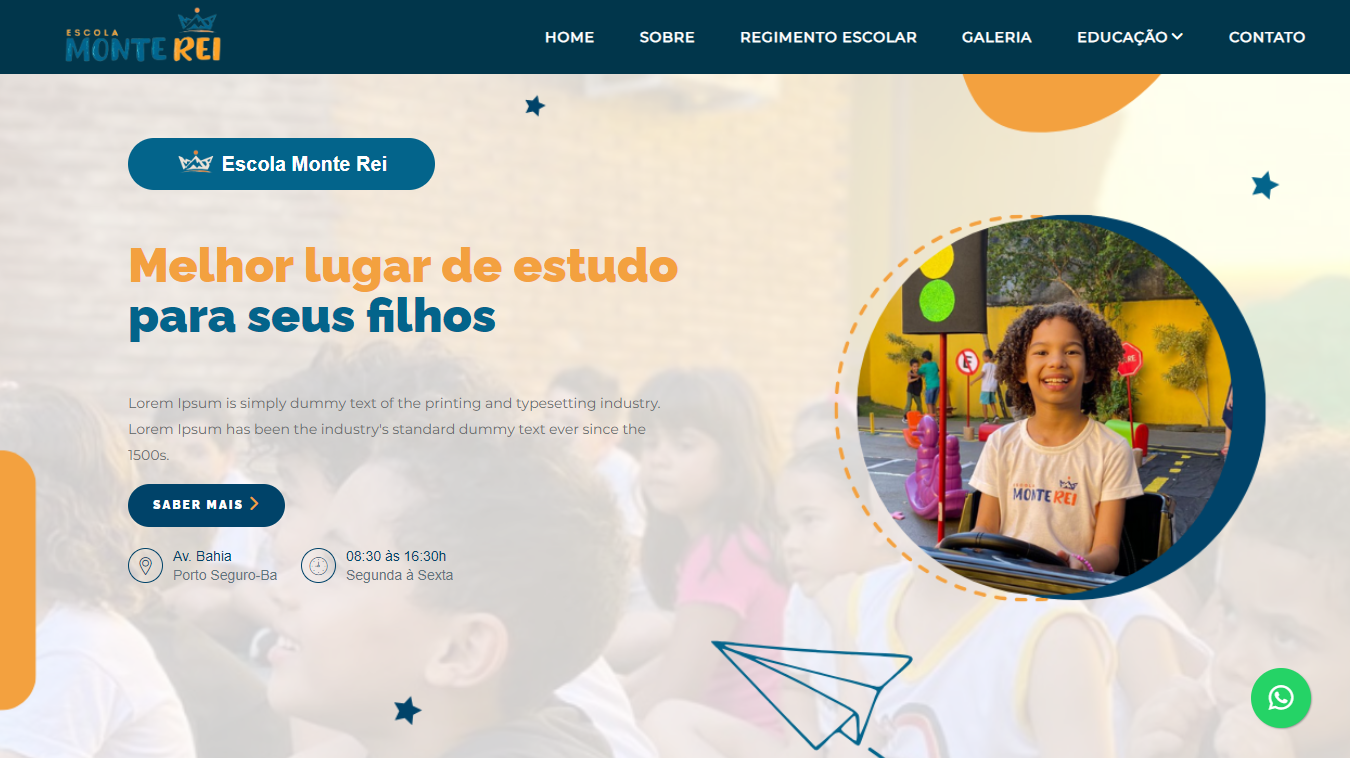 ESCOLA
MONTE REI
HOME
SOBRE
REGIMENTO ESCOLAR
GALERIA
EDUCAÇÃO
CONTATO
Escola Monte Rei
Melhor lugar de estudo
para seus filhos
Lorem Ipsum is simply dummy text of the printing and typesetting industry.
Lorem Ipsum has been the industry's standard dummy text ever since the
1500s.
SABER MAIS
Av. Bahia
Porto Seguro-Ba
08:30 às 16:30h
Segunda à Sexta
E
MONTE REI